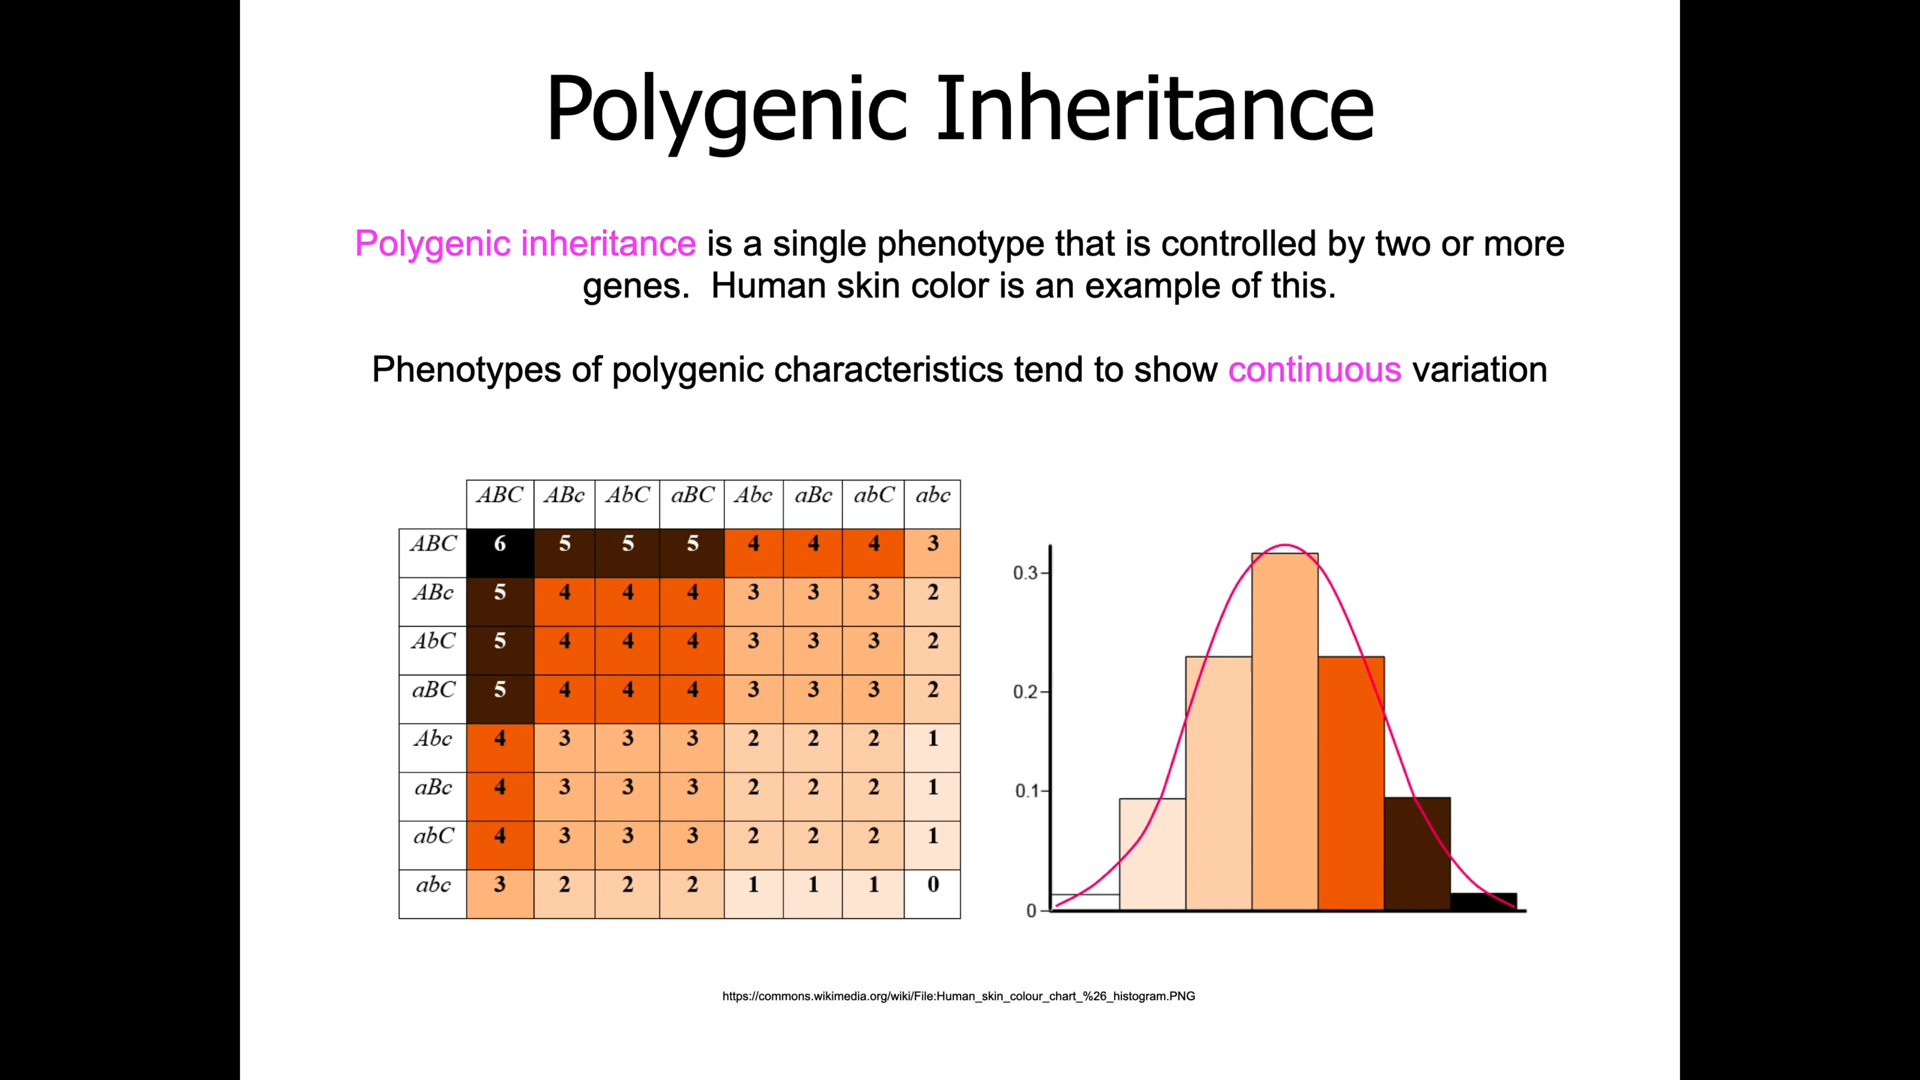 Polygenic Inheritance
Polygenic inheritance is a single phenotype that is controlled by two or more
genes.  Human skin color is an example of this.
Phenotypes of polygenic characteristics tend to show continuous variation
ABC ABc AbC aBC Abc aBc abC abc
ABC 6 5 5 5 4 4 4 3
ABc 5 4 4 4 3 3 3 2
AbC 5 4 4 4 3 3 3 2
aBC 5 4 4 4 3 3 3 2
Abc 4 3 3 3 2 2 2 1
aBc 4 3 3 3 2 2 2 1
abC 4 3 3 3 2 2 2 1
abc 3 2 2 2 1 1 1 0
0.3
0.2
0.1
0
https://commons.wikimedia.org/wiki/File:Human_skin_colour_chart_%26_histogram.PNG